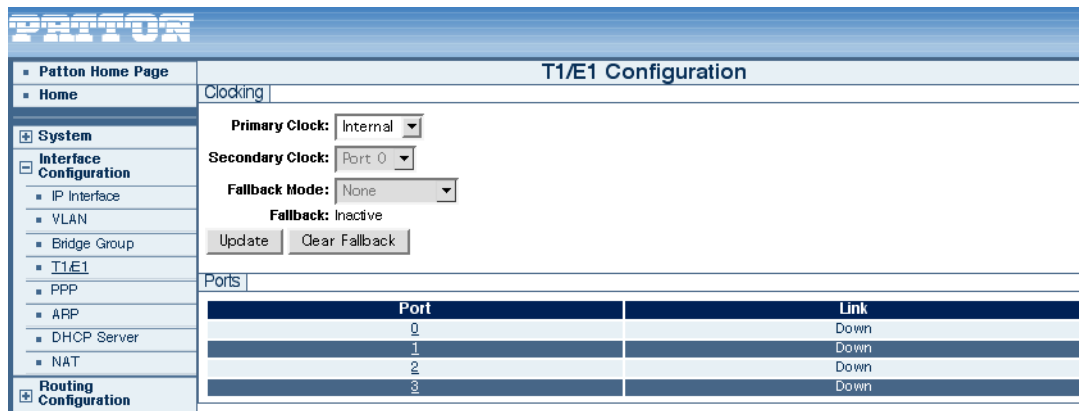 PATTON
Patton Home Page
Home
System
Interface
Configuration
IP Interface
VLAN
Bridge Group
T1/E1
PPP
ARP
DHCP Server
NAT
Routing
Configuration
T1/E1 Configuration
Clocking
Primary Clock: Internal
Secondary Clock: Port 0
Fallback Mode: None
Fallback: Inactive
Update Clear Fallback
Ports
Port Link
0 Down
1 Down
2 Down
3 Down